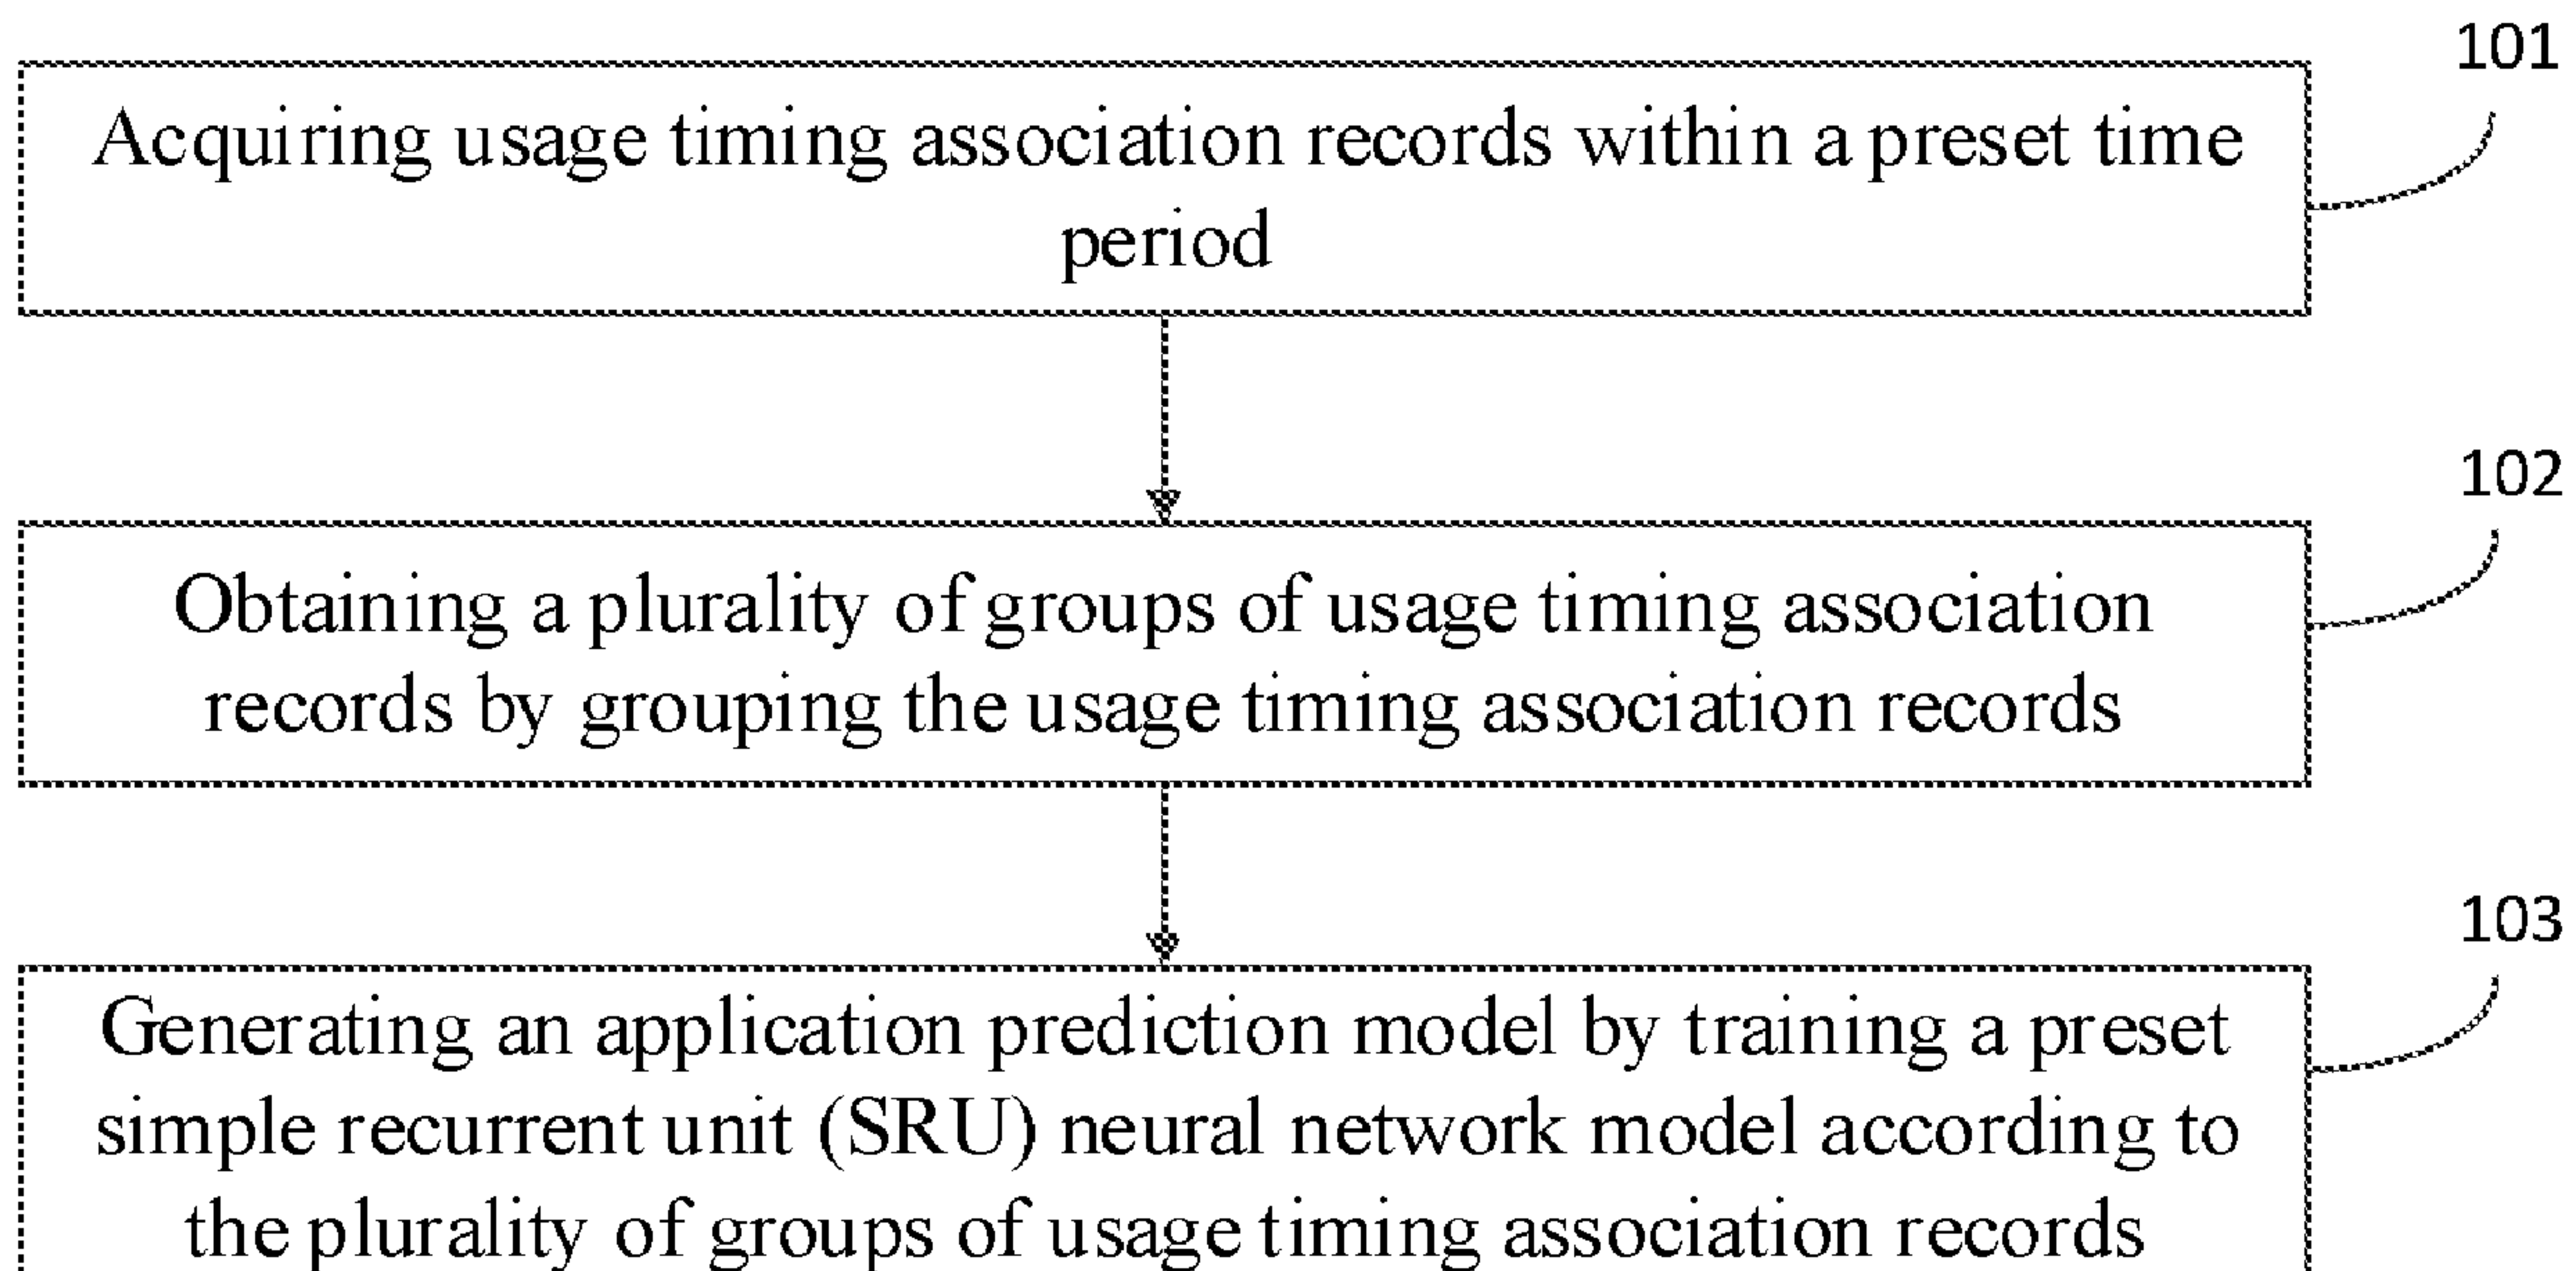 101
Acquiring usage timing association records within a preset time
period
102
Obtaining a plurality of groups of usage timing association
records by grouping the usage timing association records
103
Generating an application prediction model by training a preset
simple recurrent unit (SRU) neural network model according to
the plurality of groups of usage timing association records